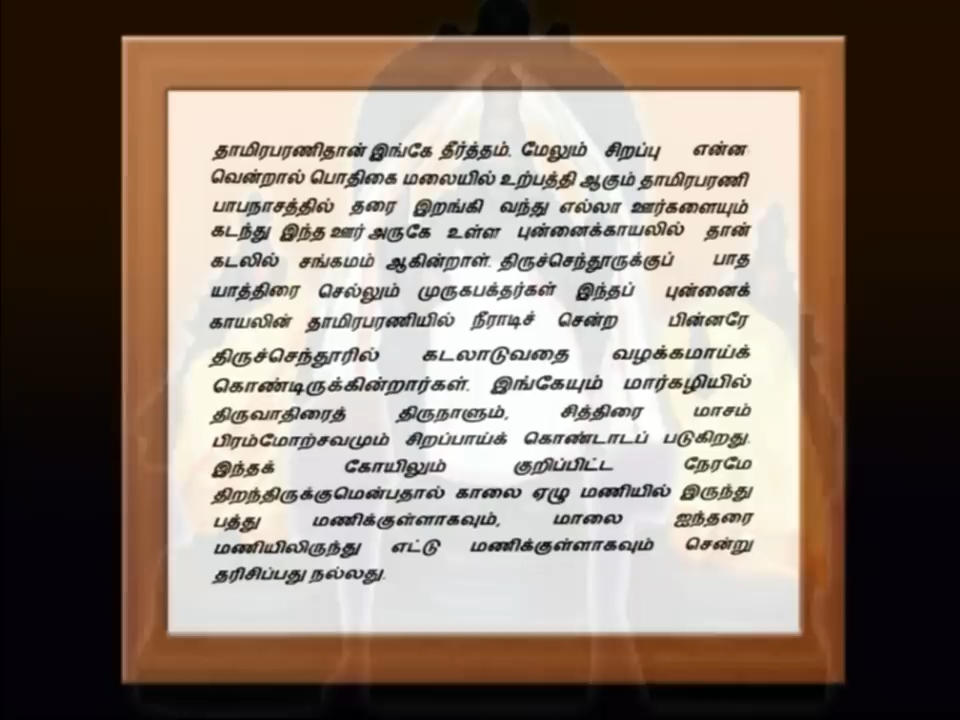 தாமிரபரணிதான் இங்கே தீர்த்தம். மேலும் சிறப்பு என்ன
வென்றால் பொதிகை மலையில் உற்பத்தி ஆகும் தாமிரபரணி
பாபநாசத்தில் தரை இறங்கி வந்து எல்லா ஊர்களையும்
கடந்து இந்த ஊர் அருகே உள்ள புன்னைக்காயலில் தான்
கடலில் சங்கமம் ஆகின்றாள். திருச்செந்தூருக்குப் பாத
யாத்திரை செல்லும் முருகபக்தர்கள் இந்தப் புன்னைக்
காயலின் தாமிரபரணியில் நீராடிச் சென்ற பின்னரே
திருச்செந்தூரில் கடலாடுவதை வழக்கமாய்க்
கொண்டிருக்கின்றார்கள். இங்கேயும் மார்கழியில்
திருவாதிரைத் திருநாளும், சித்திரை மாசம்
பிரம்மோற்சவமும் சிறப்பாய்க் கொண்டாடப் படுகிறது.
இந்தக் கோயிலும் குறிப்பிட்ட நேரமே
திறந்திருக்குமென்பதால் காலை ஏழு மணியில் இருந்து
பத்து மணிக்குள்ளாகவும், மாலை ஐந்தரை
மணியிலிருந்து எட்டு மணிக்குள்ளாகவும் சென்று
தரிசிப்பது நல்லது.